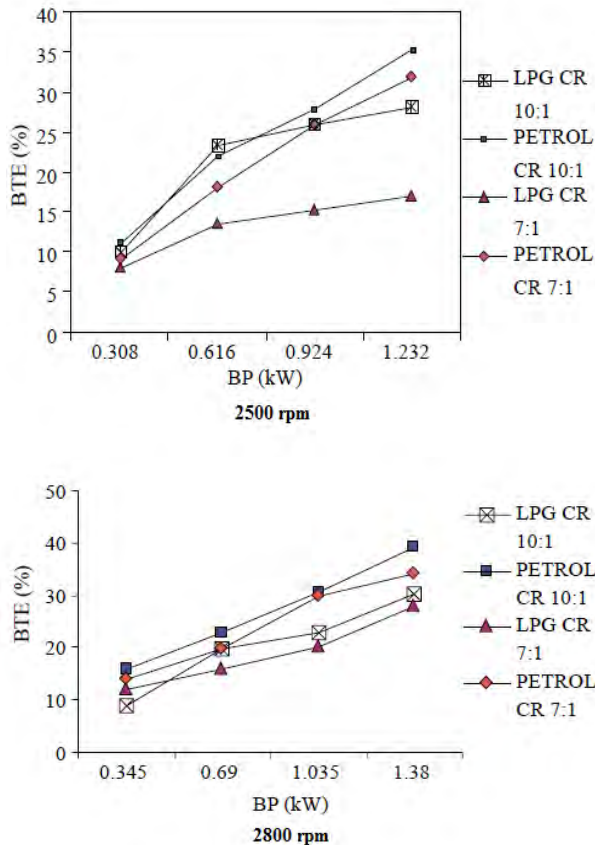 40
35
30
25
20
15
10
5
0
BTE (%)
0.308 0.616 0.924 1.232
BP (kW)
2500 rpm
LPG CR
10:1
PETROL
CR 10:1
LPG CR
7:1
PETROL
CR 7:1
50
40
30
20
10
0
BTE (%)
0.345 0.69 1.035 1.38
BP (kW)
2800 rpm
LPG CR
10:1
PETROL
CR 10:1
LPG CR
7:1
PETROL
CR 7:1